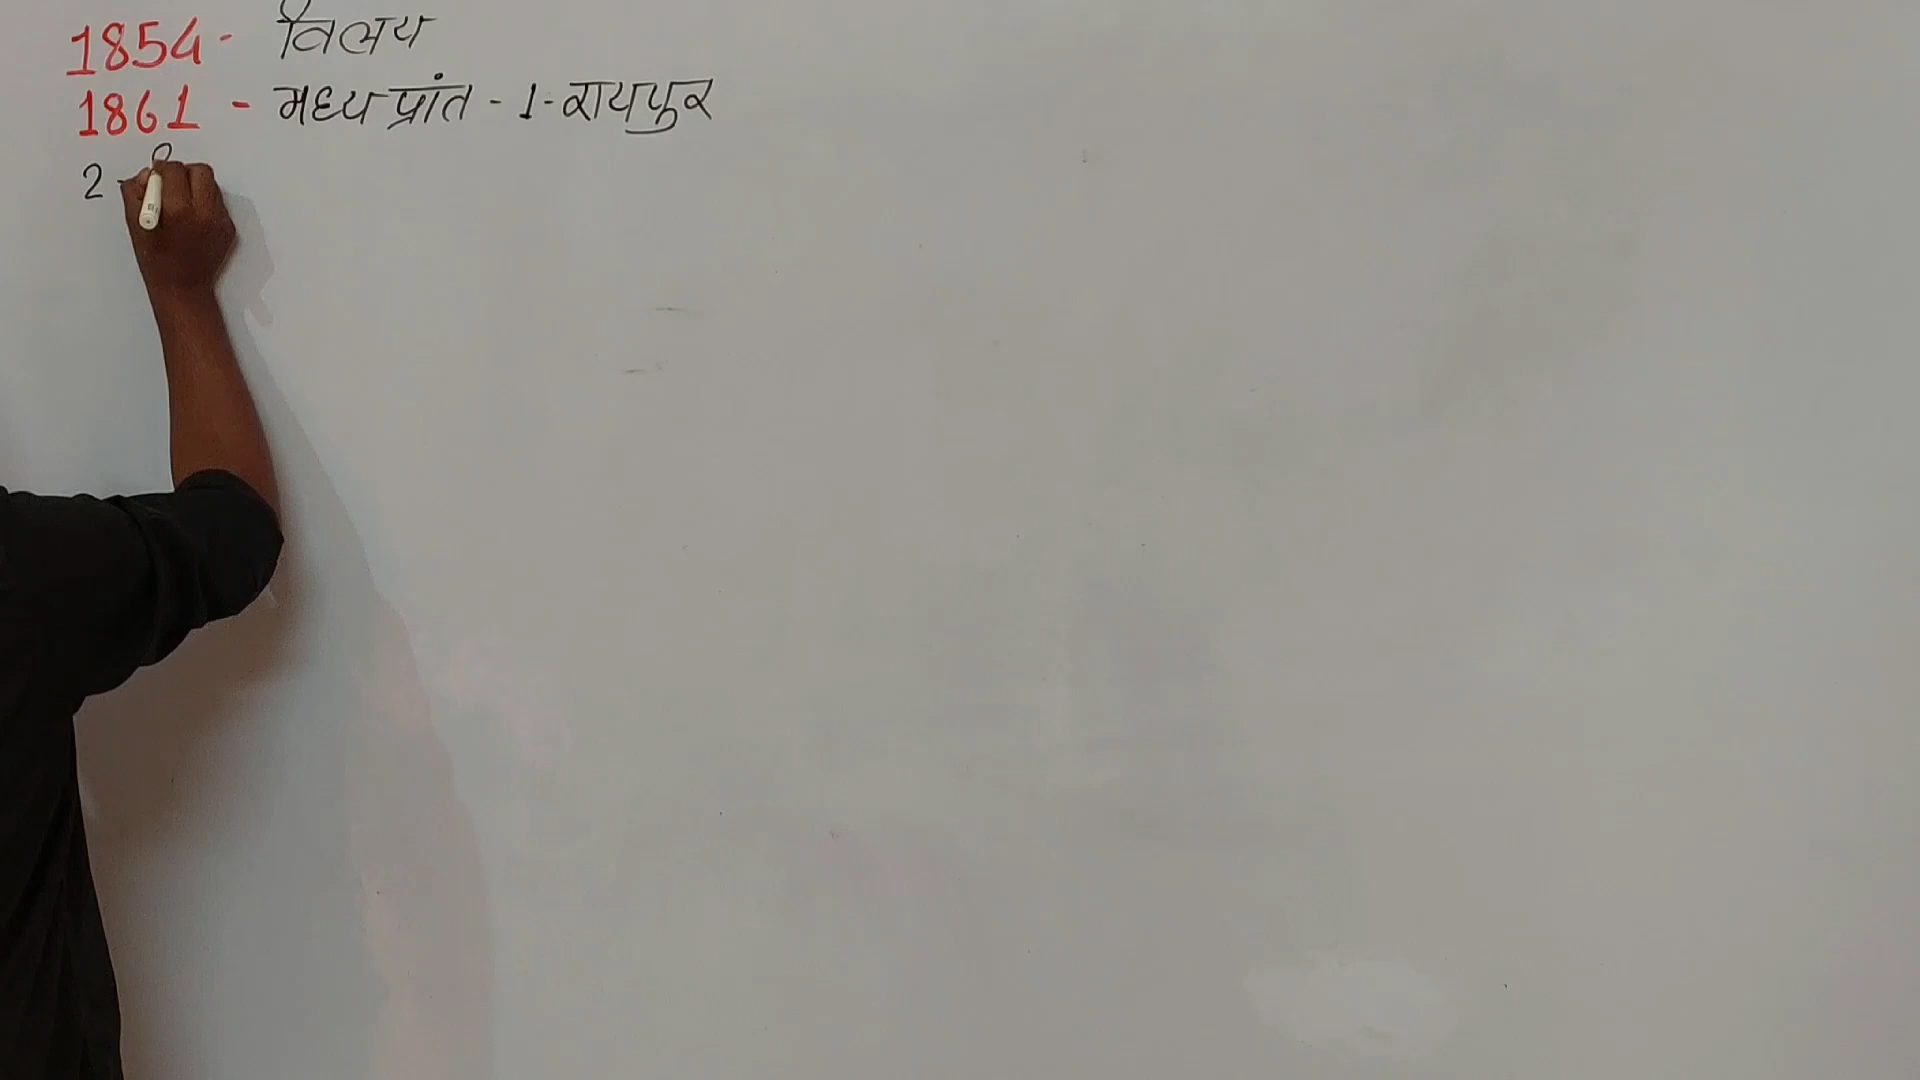 1854 - विलय
1861 - मध्य प्रांत - 1 - रायपुर
2 -